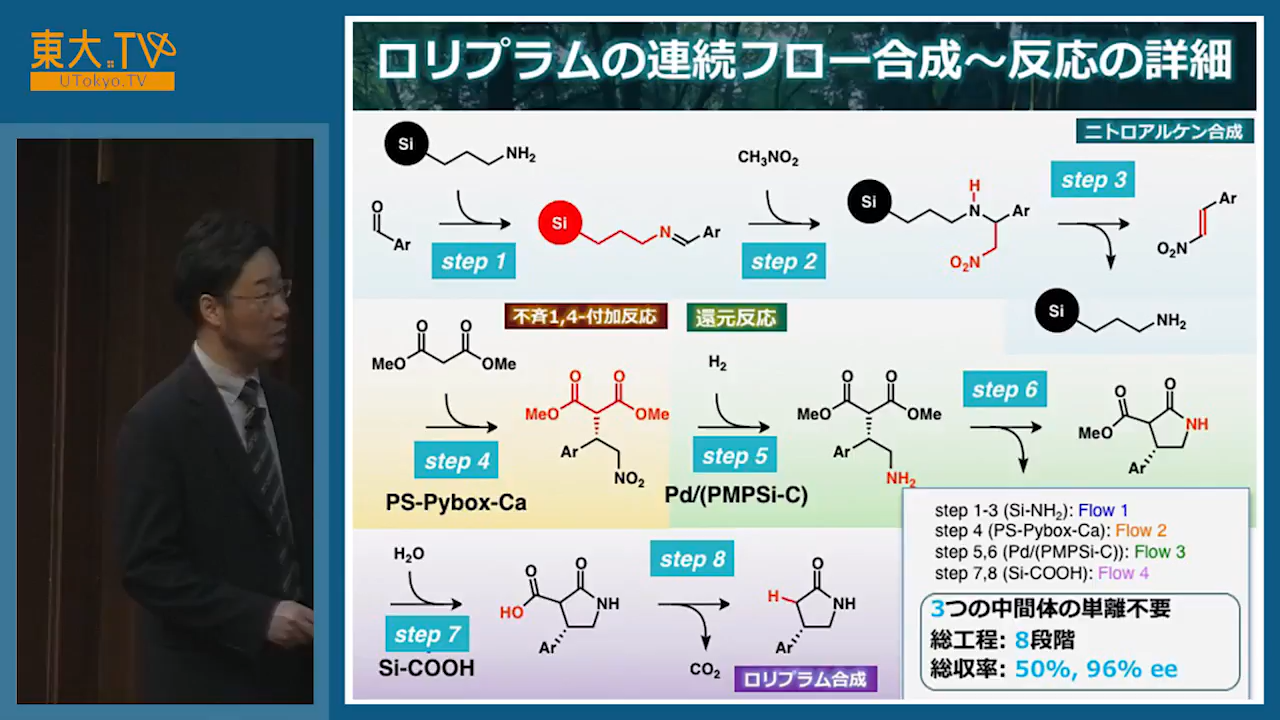 東大.TV
UTokyo.TV
ロリプラムの連続フロー合成～反応の詳細
ニトロアルケン合成
Si
NH2
O
Ar
step 1
Si
N
Ar
CH3NO2
step 2
Si
H
N
Ar
O2N
step 3
Ar
O2N
Si
NH2
不斉1,4-付加反応
還元反応
O O
MeO OMe
step 4
PS-Pybox-Ca
O O
MeO OMe
Ar
NO2
H2
step 5
Pd/(PMPSi-C)
O O
MeO OMe
Ar
NH2
step 6
O O
MeO NH
Ar
H2O
step 7
Si-COOH
O O
HO NH
Ar
step 8
CO2
O
H NH
Ar
ロリプラム合成
step 1-3 (Si-NH2): Flow 1
step 4 (PS-Pybox-Ca): Flow 2
step 5,6 (Pd/(PMPSi-C)): Flow 3
step 7,8 (Si-COOH): Flow 4
3つの中間体の単離不要
総工程: 8段階
総収率: 50%, 96% ee